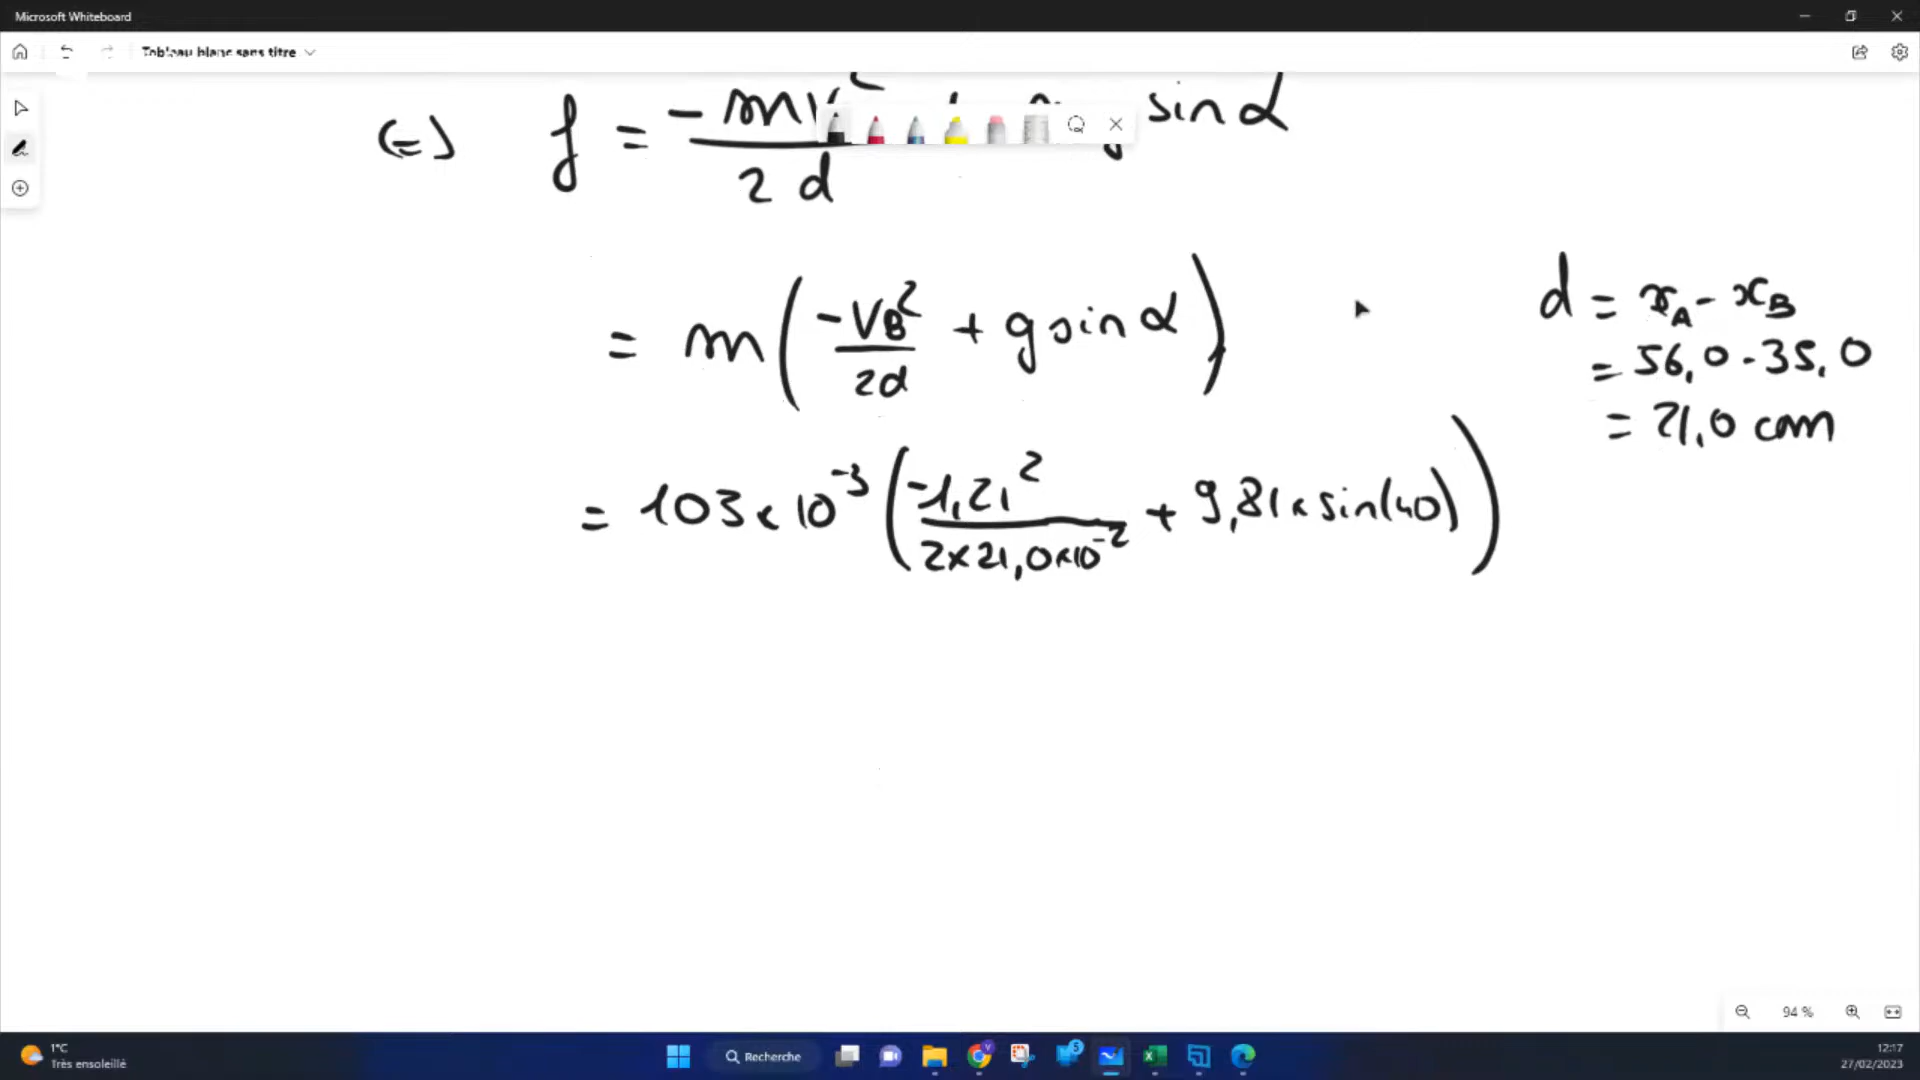 Microsoft Whiteboard
Tableau blanc sans titre
(=) f = -mv² / 2d + g sin α
= m(-VB² / 2d + g sin α)
d = xA - xB
= 56,0 - 35,0
= 21,0 cm
= 103 × 10⁻³ (-1,21² / 2×21,0×10⁻² + 9,81 × sin(40))
94 %
1°C
Très ensoleillé
Recherche
5
12:17
27/02/2023